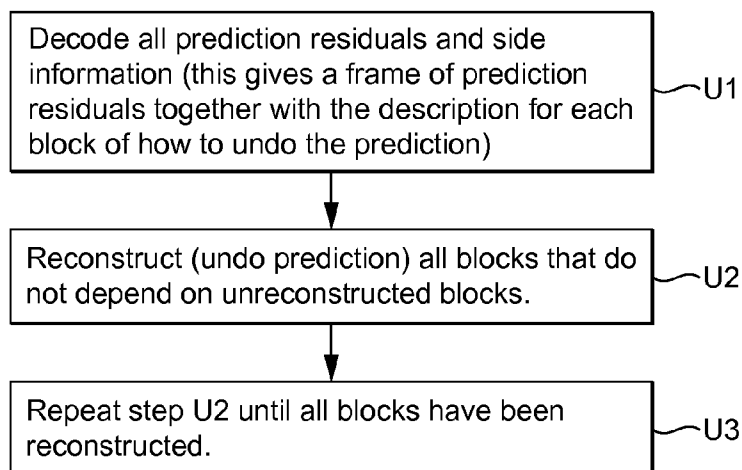 Decode all prediction residuals and side
information (this gives a frame of prediction
residuals together with the description for each
block of how to undo the prediction)
U1
Reconstruct (undo prediction) all blocks that do
not depend on unreconstructed blocks.
U2
Repeat step U2 until all blocks have been
reconstructed.
U3